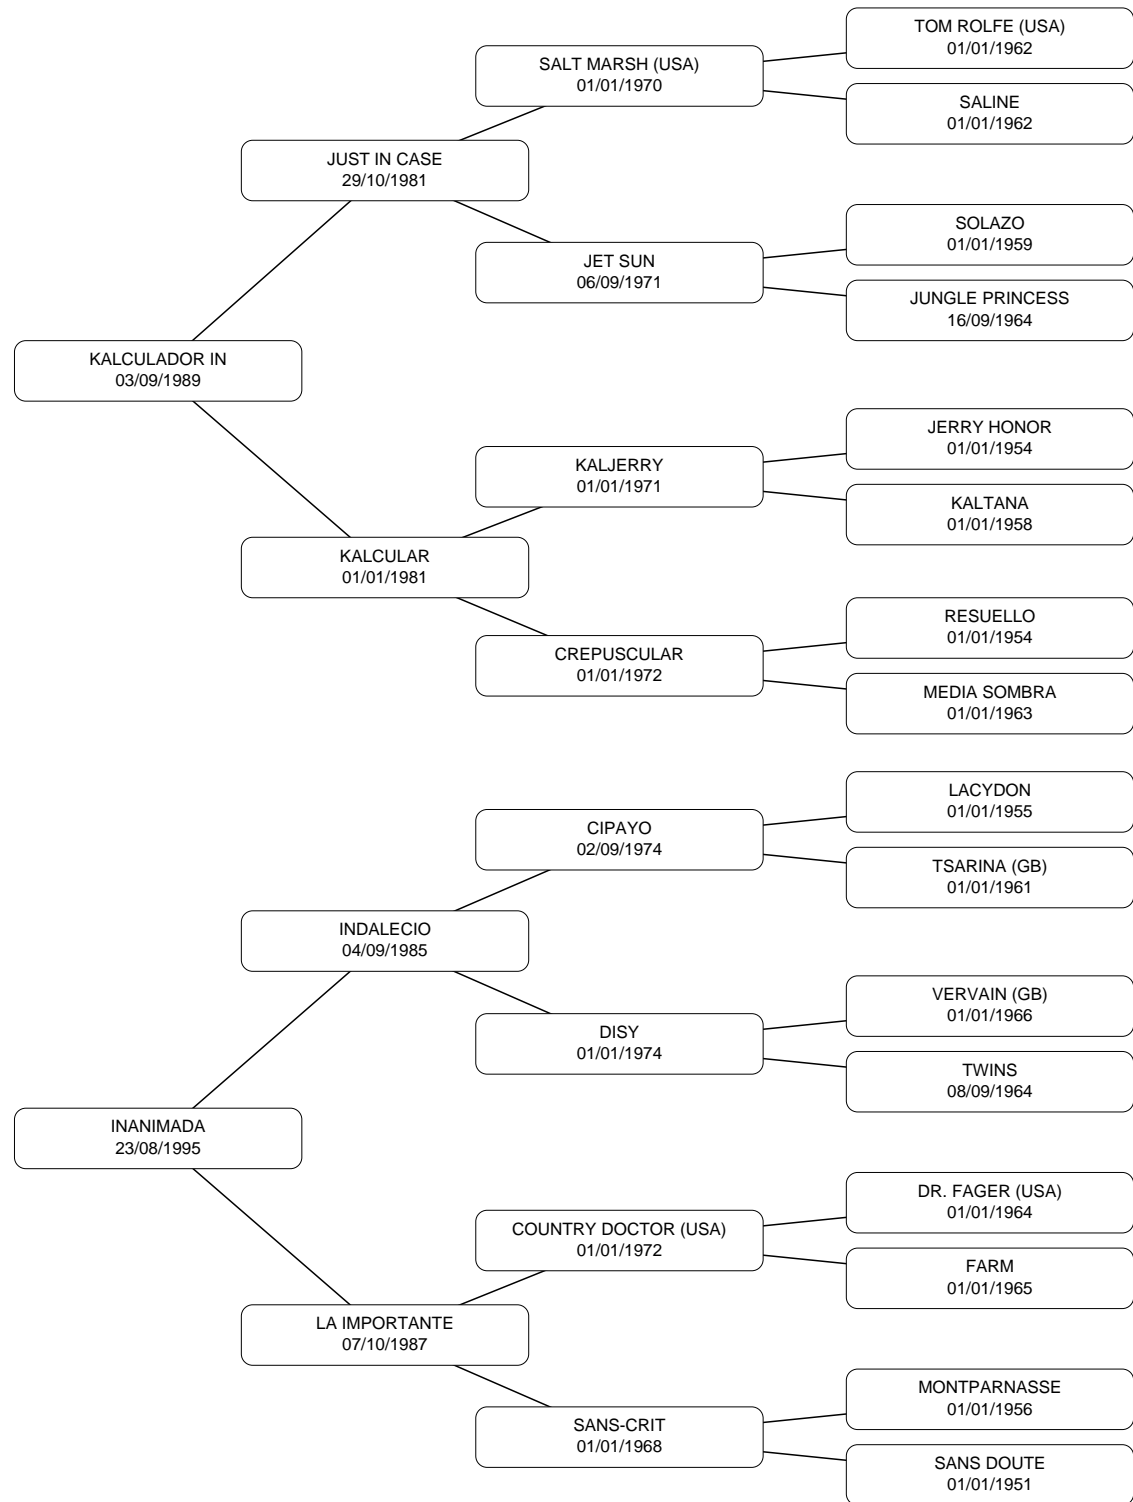 TOM ROLFE (USA)
01/01/1962
SALT MARSH (USA)
01/01/1970
SALINE
01/01/1962
JUST IN CASE
29/10/1981
SOLAZO
01/01/1959
JET SUN
06/09/1971
JUNGLE PRINCESS
16/09/1964
KALCULADOR IN
03/09/1989
JERRY HONOR
01/01/1954
KALJERRY
01/01/1971
KALTANA
01/01/1958
KALCULAR
01/01/1981
RESUELLO
01/01/1954
CREPUSCULAR
01/01/1972
MEDIA SOMBRA
01/01/1963
LACYDON
01/01/1955
CIPAYO
02/09/1974
TSARINA (GB)
01/01/1961
INDALECIO
04/09/1985
VERVAIN (GB)
01/01/1966
DISY
01/01/1974
TWINS
08/09/1964
INANIMADA
23/08/1995
DR. FAGER (USA)
01/01/1964
COUNTRY DOCTOR (USA)
01/01/1972
FARM
01/01/1965
LA IMPORTANTE
07/10/1987
MONTPARNASSE
01/01/1956
SANS-CRIT
01/01/1968
SANS DOUTE
01/01/1951